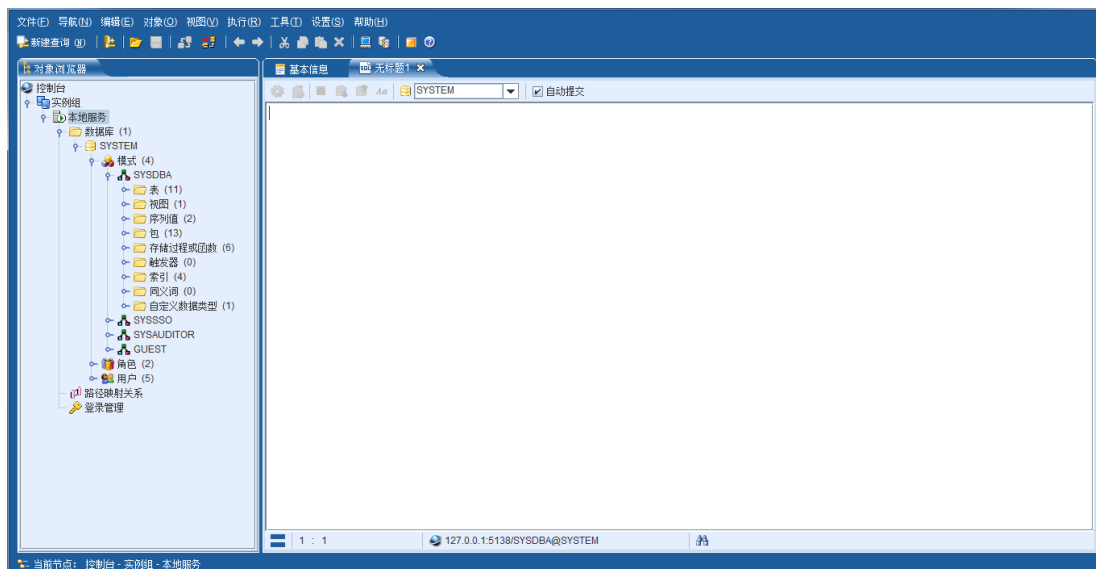 文件(F) 导航(N) 编辑(E) 对象(O) 视图(V) 执行(R) 工具(T) 设置(S) 帮助(H)
新建查询(N)
对象浏览器
基本信息 无标题1
控制台
SYSTEM 自动提交
实例组
本地服务
数据库 (1)
SYSTEM
模式 (4)
SYSDBA
表 (11)
视图 (1)
序列值 (2)
包 (13)
存储过程或函数 (6)
触发器 (0)
索引 (4)
同义词 (0)
自定义数据类型 (1)
SYSSSO
SYSAUDITOR
GUEST
角色 (2)
用户 (5)
路径映射关系
登录管理
1 : 1 127.0.0.1:5138/SYSDBA@SYSTEM
当前节点: 控制台 - 实例组 - 本地服务